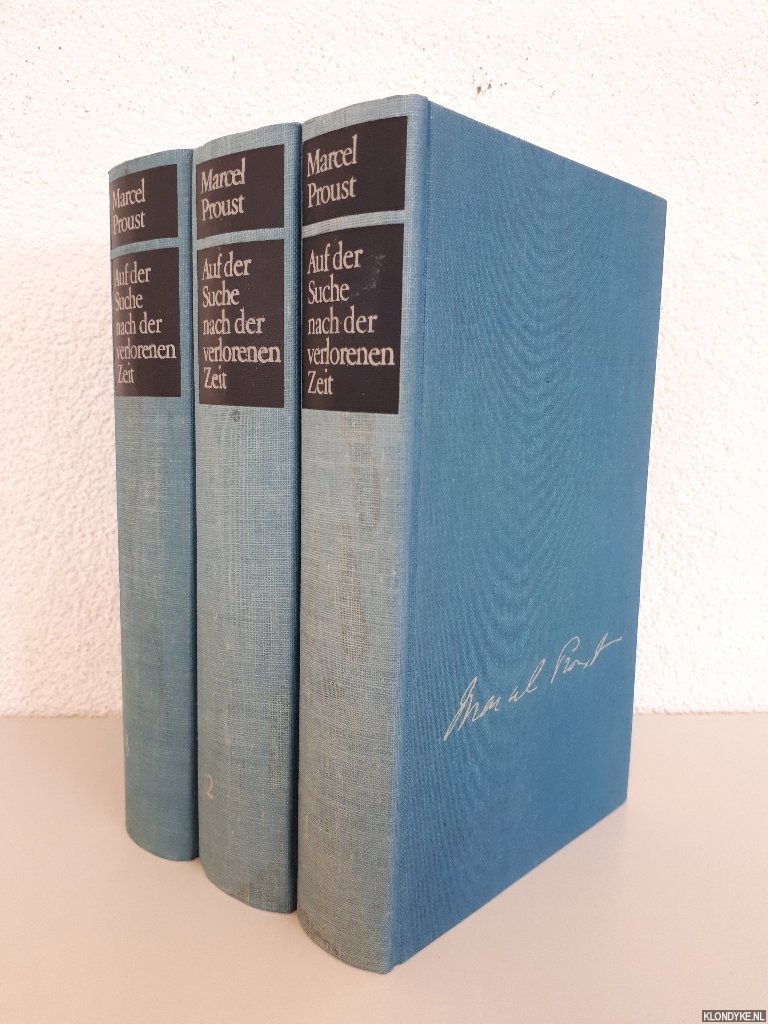 Marcel
Proust
Auf der
Suche
nach der
verlorenen
Zeit
Marcel
Proust
Auf der
Suche
nach der
verlorenen
Zeit
2
Marcel
Proust
Auf der
Suche
nach der
verlorenen
Zeit
Marcel Proust
KLONDYKE.NL